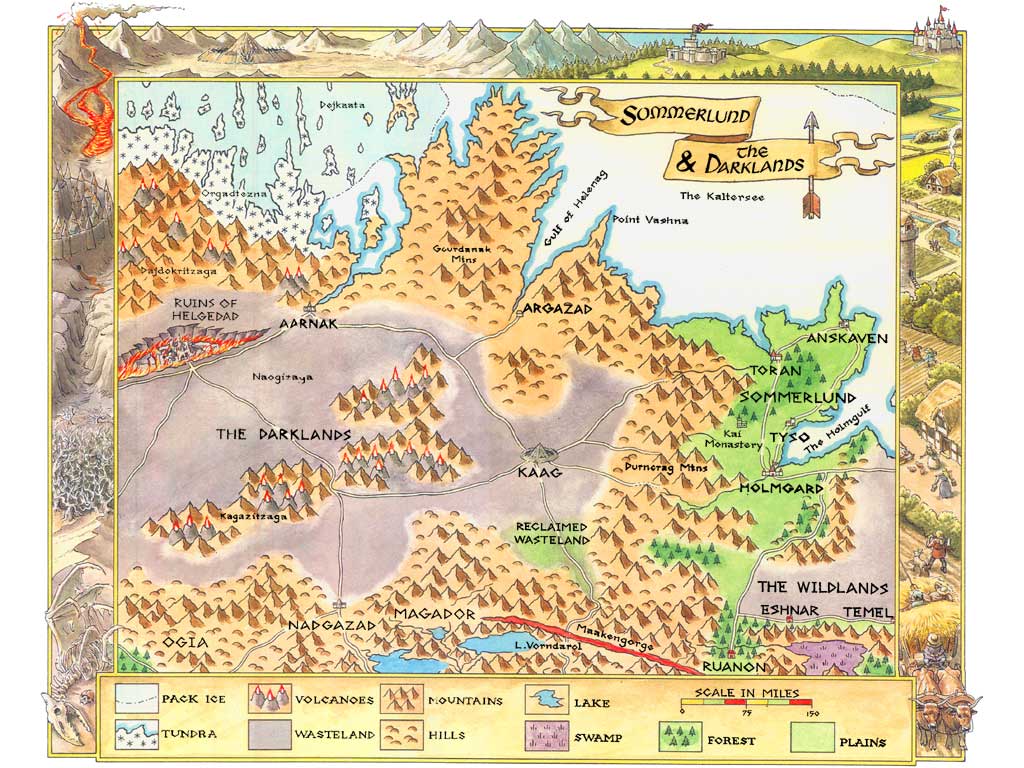 Sommerlund
& The
Darklands
Dejkaata
The Kaltersee
Orgadtezna
Gulf of Helenag
Point Vashna
Gourdanak
Mtns
Dajdokritzaga
RUINS OF
HELGEDAD
AARNAK
ARGAZAD
ANSKAVEN
TORAN
Naogizaya
SOMMERLUND
THE DARKLANDS
Kai
Monastery
TYSO
The Holmgulf
KAAG
Durncrag Mtns
HOLMGARD
Kagazitzaga
RECLAIMED
WASTELAND
THE WILDLANDS
ESHNAR
TEMEL
MAGADOR
NADGAZAD
Maakengorge
OGIA
L. Vorndarol
RUANON
PACK ICE
VOLCANOES
MOUNTAINS
LAKE
SCALE IN MILES
0 75 150
TUNDRA
WASTELAND
HILLS
SWAMP
FOREST
PLAINS